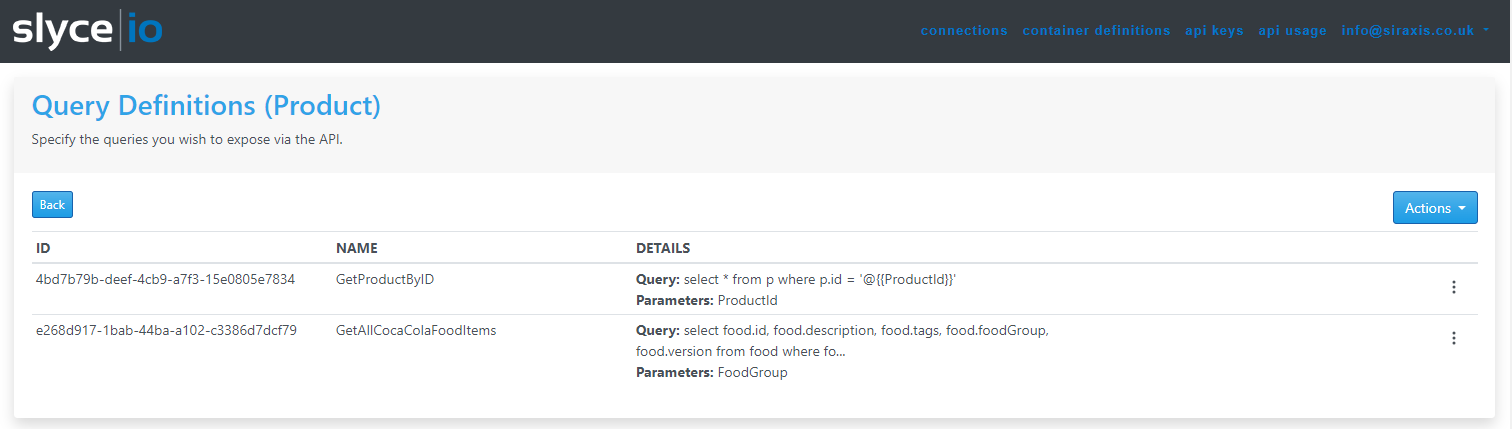 slyce|io
connections container definitions api keys api usage info@siraxis.co.uk
Query Definitions (Product)
Specify the queries you wish to expose via the API.
Back
Actions
ID NAME DETAILS
4bd7b79b-deef-4cb9-a7f3-15e0805e7834 GetProductByID Query: select * from p where p.id = '@{{ProductId}}'
Parameters: ProductId
e268d917-1bab-44ba-a102-c3386d7dcf79 GetAllCocaColaFoodItems Query: select food.id, food.description, food.tags, food.foodGroup,
food.version from food where fo...
Parameters: FoodGroup